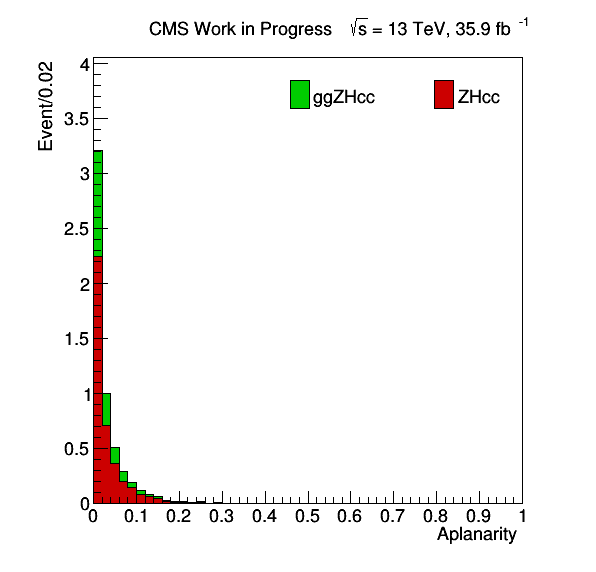 CMS Work in Progress √s = 13 TeV, 35.9 fb -1
Event/0.02
ggZHcc ZHcc
4
3.5
3
2.5
2
1.5
1
0.5
0
0 0.1 0.2 0.3 0.4 0.5 0.6 0.7 0.8 0.9 1
Aplanarity